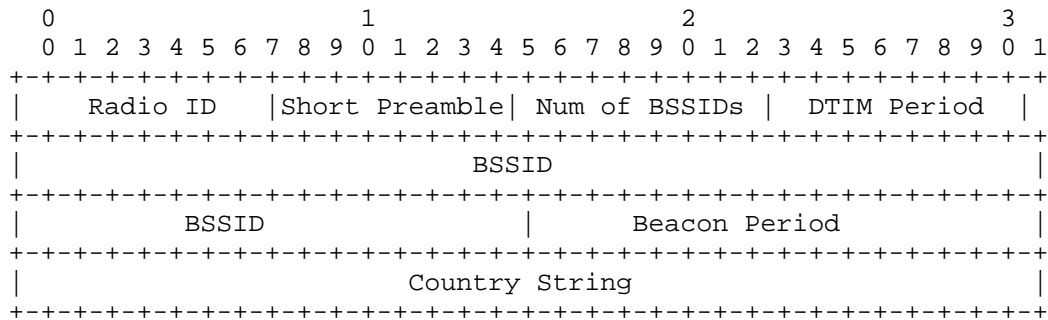 0                   1                   2                   3
0 1 2 3 4 5 6 7 8 9 0 1 2 3 4 5 6 7 8 9 0 1 2 3 4 5 6 7 8 9 0 1
+-+-+-+-+-+-+-+-+-+-+-+-+-+-+-+-+-+-+-+-+-+-+-+-+-+-+-+-+-+-+-+-+
|    Radio ID   |Short Preamble| Num of BSSIDs |  DTIM Period  |
+-+-+-+-+-+-+-+-+-+-+-+-+-+-+-+-+-+-+-+-+-+-+-+-+-+-+-+-+-+-+-+-+
|                            BSSID                              |
+-+-+-+-+-+-+-+-+-+-+-+-+-+-+-+-+-+-+-+-+-+-+-+-+-+-+-+-+-+-+-+-+
|          BSSID                |      Beacon Period            |
+-+-+-+-+-+-+-+-+-+-+-+-+-+-+-+-+-+-+-+-+-+-+-+-+-+-+-+-+-+-+-+-+
|                        Country String                         |
+-+-+-+-+-+-+-+-+-+-+-+-+-+-+-+-+-+-+-+-+-+-+-+-+-+-+-+-+-+-+-+-+